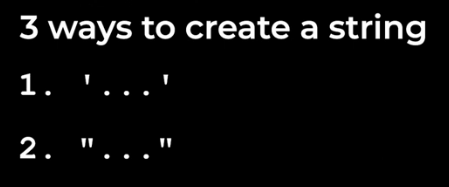 3 ways to create a string
1. '...'
2. "..."